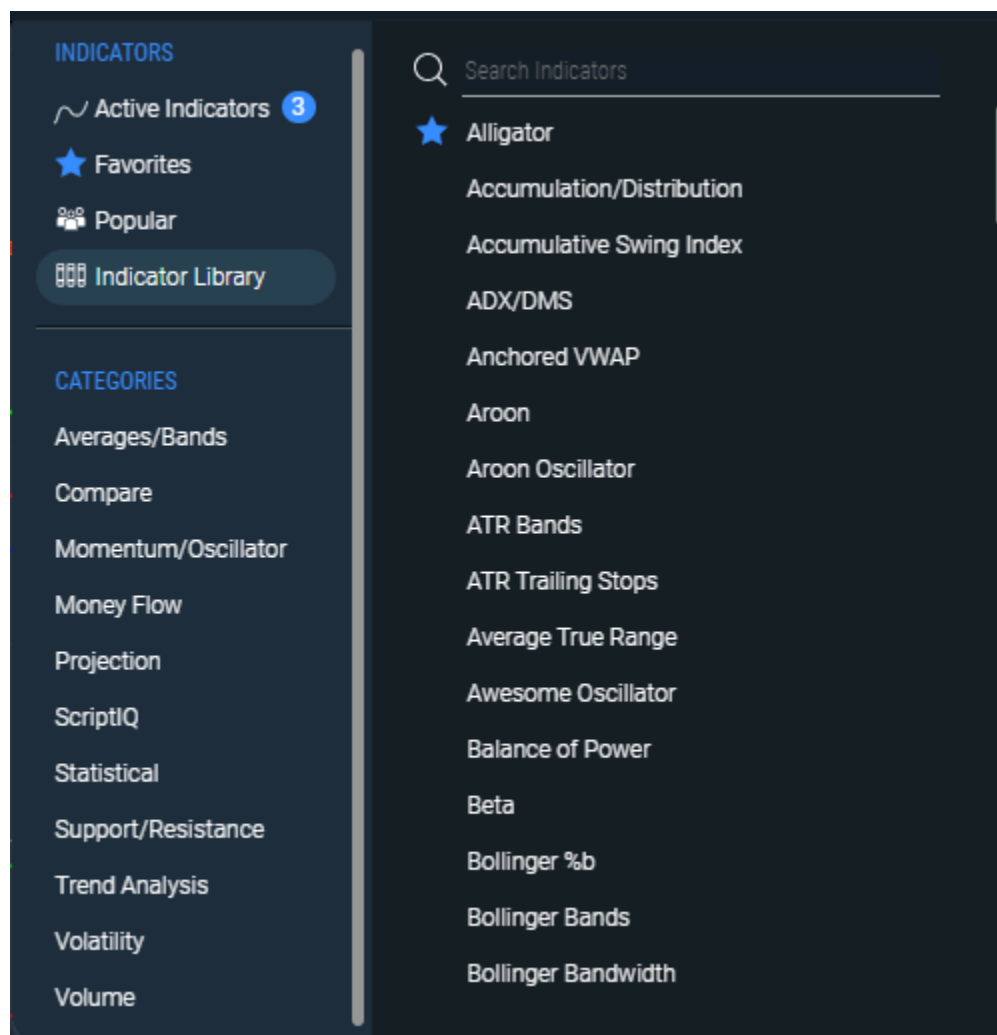 INDICATORS
Active Indicators 3
Favorites
Popular
Indicator Library
CATEGORIES
Averages/Bands
Compare
Momentum/Oscillator
Money Flow
Projection
ScriptIQ
Statistical
Support/Resistance
Trend Analysis
Volatility
Volume
Search Indicators
Alligator
Accumulation/Distribution
Accumulative Swing Index
ADX/DMS
Anchored VWAP
Aroon
Aroon Oscillator
ATR Bands
ATR Trailing Stops
Average True Range
Awesome Oscillator
Balance of Power
Beta
Bollinger %b
Bollinger Bands
Bollinger Bandwidth